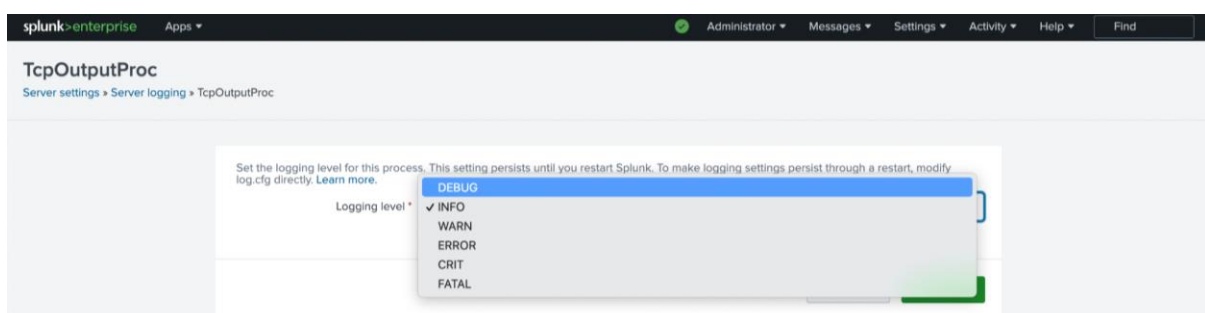 splunk>enterprise Apps Administrator Messages Settings Activity Help Find
TcpOutputProc
Server settings » Server logging » TcpOutputProc
Set the logging level for this process. This setting persists until you restart Splunk. To make logging settings persist through a restart, modify
log.cfg directly. Learn more.
DEBUG
Logging level * ✓ INFO
WARN
ERROR
CRIT
FATAL